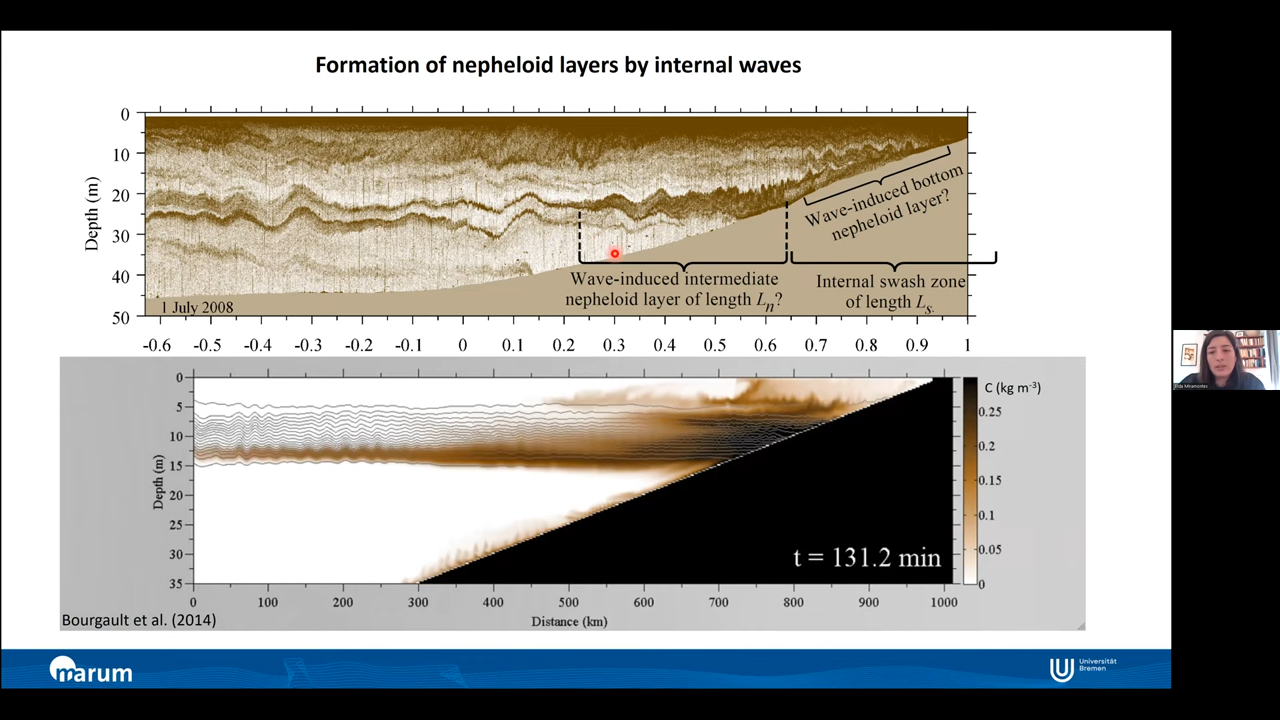 Formation of nepheloid layers by internal waves
0
10
20
30
40
50
Depth (m)
Wave-induced bottom
nepheloid layer?
Wave-induced intermediate
nepheloid layer of length Ln?
Internal swash zone
of length Ls.
1 July 2008
-0.6 -0.5 -0.4 -0.3 -0.2 -0.1 0 0.1 0.2 0.3 0.4 0.5 0.6 0.7 0.8 0.9 1
0
5
10
15
20
25
30
35
Depth (m)
C (kg m-3)
0.25
0.2
0.15
0.1
0.05
0
t = 131.2 min
0 100 200 300 400 500 600 700 800 900 1000
Distance (km)
Bourgault et al. (2014)
marum
Universität
Bremen
Elda Miramontes